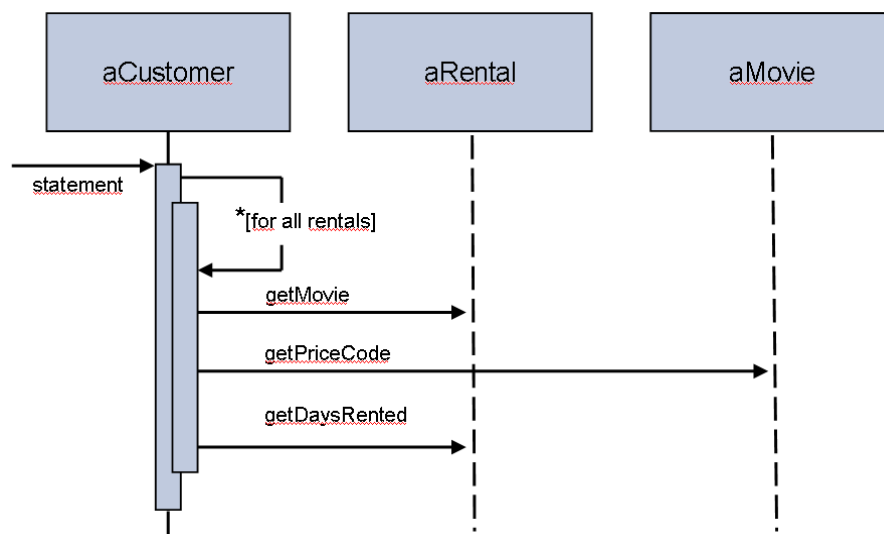 aCustomer
aRental
aMovie
statement
*[for all rentals]
getMovie
getPriceCode
getDaysRented